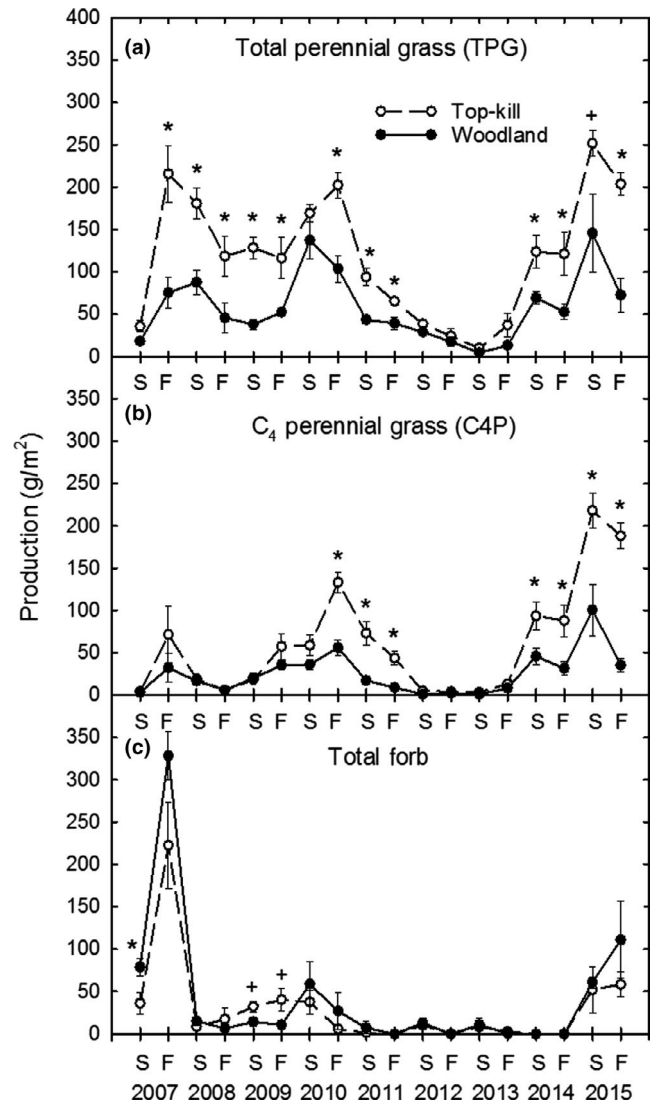 400
350
300
250
200
150
100
50
0
(a) Total perennial grass (TPG)
Top-kill
Woodland
* * * * * * * * * * + *
S F S F S F S F S F S F S F S F S F
350
300
250
200
150
100
50
0
(b) C₄ perennial grass (C4P)
* * * * * * *
S F S F S F S F S F S F S F S F S F
Production (g/m²)
350
300
250
200
150
100
50
0
(c) Total forb
* + +
S F S F S F S F S F S F S F S F S F
2007 2008 2009 2010 2011 2012 2013 2014 2015